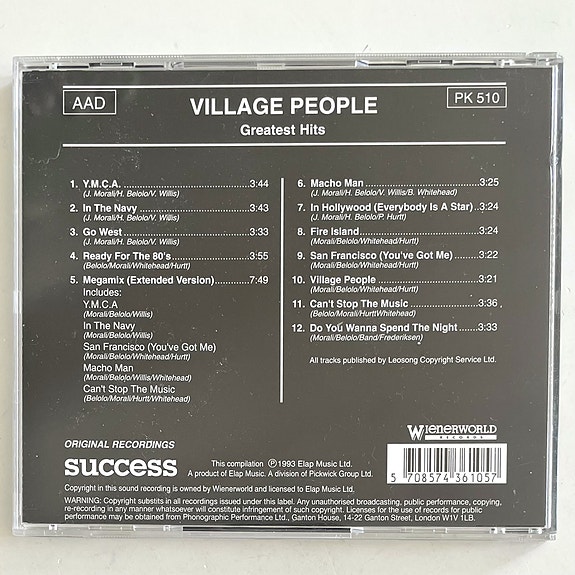 AAD
VILLAGE PEOPLE
PK 510
Greatest Hits
1. Y.M.C.A. ...........................................3:44
(J. Morali/H. Belolo/V. Willis)
2. In The Navy .....................................3:43
(J. Morali/H. Belolo/V. Willis)
3. Go West ..........................................3:33
(J. Morali/H. Belolo/V. Willis)
4. Ready For The 80's .........................3:55
(Belolo/Morali/Whitehead/Hurtt)
5. Megamix (Extended Version)............7:49
Includes:
Y.M.C.A
(Morali/Belolo/Willis)
In The Navy
(Morali/Belolo/Willis)
San Francisco (You've Got Me)
(Morali/Belolo/Whitehead/Hurtt)
Macho Man
(Morali/Belolo/Willis/Whitehead)
Can't Stop The Music
(Belolo/Morali/Hurtt/Whitehead)
6. Macho Man ....................................3:25
(J. Morali/H. Belolo/V. Willis/B. Whitehead)
7. In Hollywood (Everybody Is A Star) ..3:24
(J. Morali/H. Belolo/P. Hurtt)
8. Fire Island .......................................3:24
(Morali/Belolo/Whitehead/Hurtt)
9. San Francisco (You've Got Me) .......3:22
(Morali/Belolo/Whitehead/Hurtt)
10. Village People ................................3:21
(Morali/Belolo/Whitehead/Hurtt)
11. Can't Stop The Music .....................3:36
(Belolo/Morali/HurttWhitehead)
12. Do You Wanna Spend The Night ......3:33
(Morali/Belolo/Band/Frederiksen)
All tracks published by Leosong Copyright Service Ltd.
WIENERWORLD
RECORDS
ORIGINAL RECORDINGS
success
This compilation ℗ 1993 Elap Music Ltd.
A product of Elap Music. A division of Pickwick Group Ltd.
5 708574 361057
Copyright in this sound recording is owned by Wienerworld and licensed to Elap Music Ltd.
WARNING: Copyright substits in all recordings issued under this label. Any unauthorised broadcasting, public performance, copying,
re-recording in any manner whatsoever will constitute infringement of such copyright. Licenses for the use of records for public
performance may be obtained from Phonographic Performance Ltd., Ganton House, 14-22 Ganton Street, London W1V 1LB.